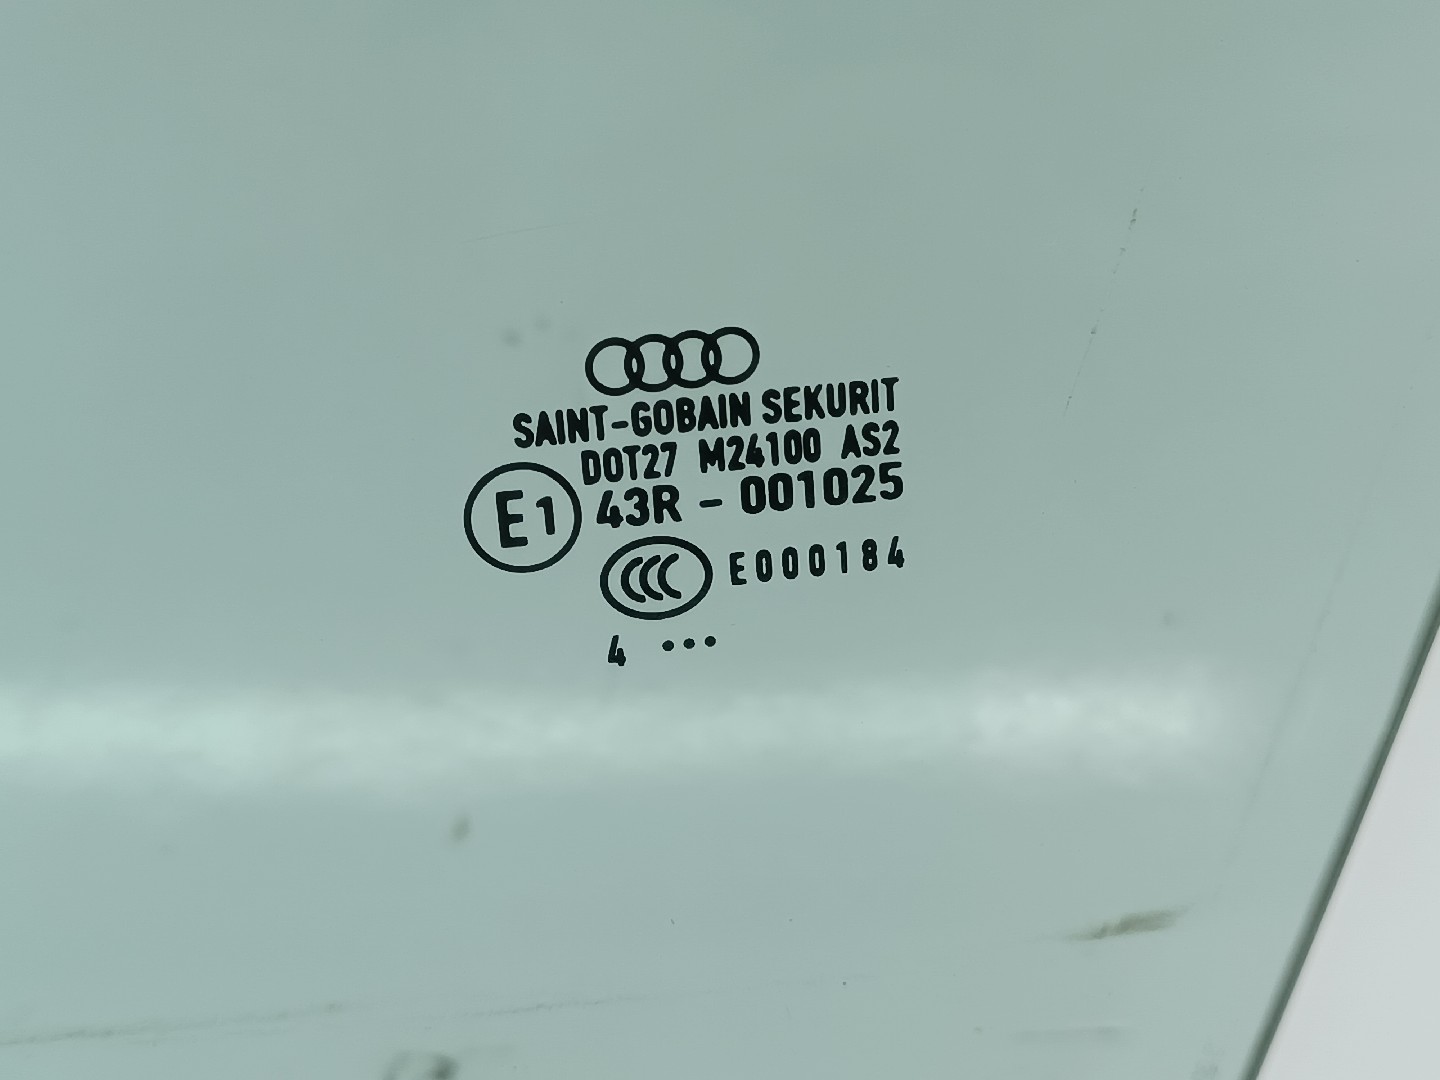 SAINT-GOBAIN SEKURIT
DOT27 M24100 AS2
E1 43R - 001025
CCC E000184
4 •••